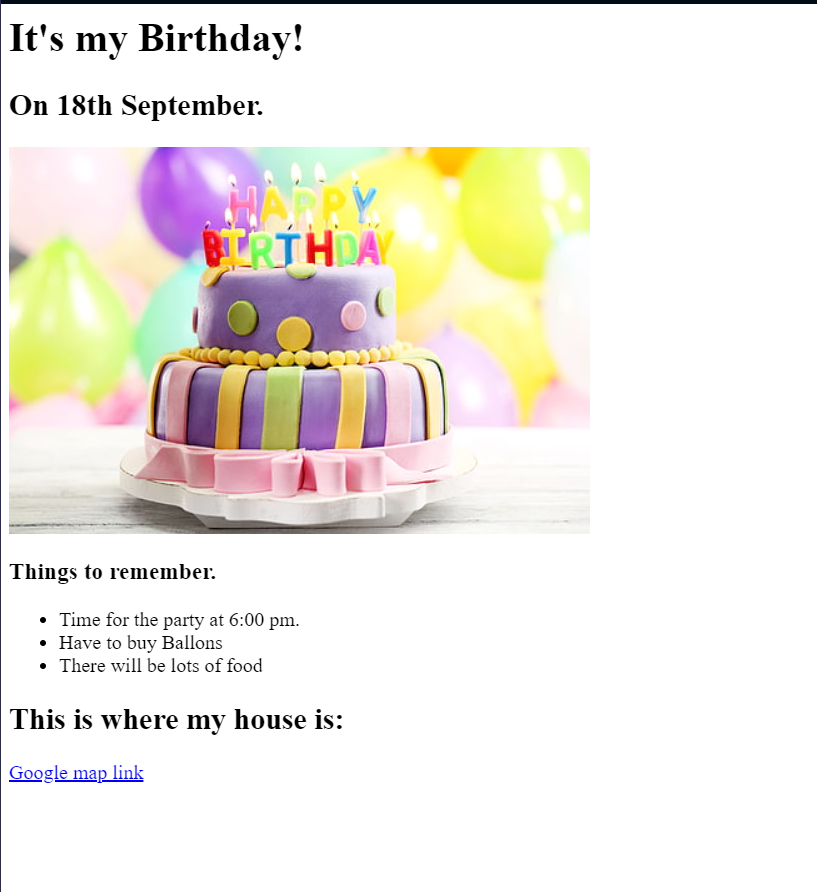 It's my Birthday!
On 18th September.
HAPPY
BIRTHDAY
Things to remember.
Time for the party at 6:00 pm.
Have to buy Ballons
There will be lots of food
This is where my house is:
Google map link